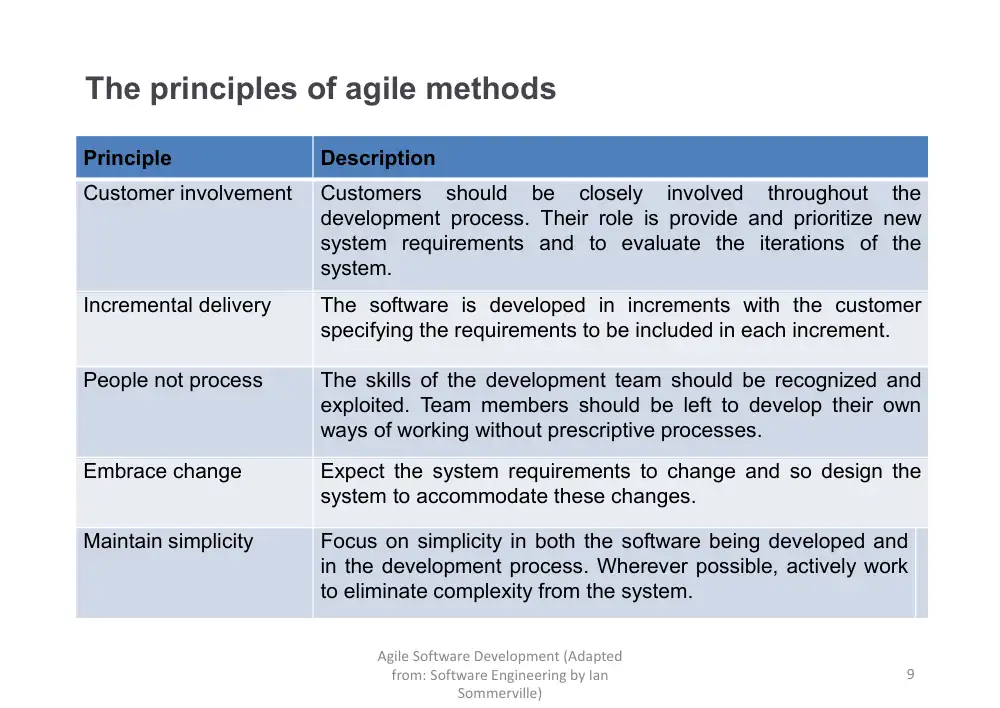 The principles of agile methods
Principle Description
Customer involvement Customers should be closely involved throughout the
development process. Their role is provide and prioritize new
system requirements and to evaluate the iterations of the
system.
Incremental delivery The software is developed in increments with the customer
specifying the requirements to be included in each increment.
People not process The skills of the development team should be recognized and
exploited. Team members should be left to develop their own
ways of working without prescriptive processes.
Embrace change Expect the system requirements to change and so design the
system to accommodate these changes.
Maintain simplicity Focus on simplicity in both the software being developed and
in the development process. Wherever possible, actively work
to eliminate complexity from the system.
Agile Software Development (Adapted
from: Software Engineering by Ian
Sommerville)
9